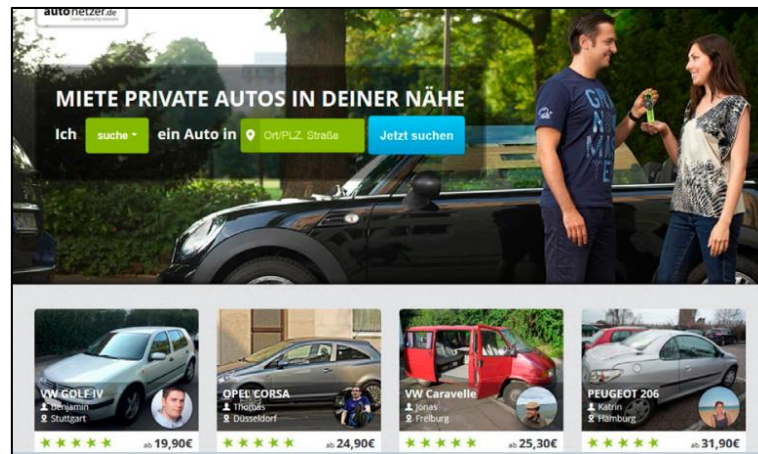 autonetzer.de
MIETE PRIVATE AUTOS IN DEINER NÄHE
Ich suche ein Auto in Ort/PLZ, Straße Jetzt suchen
VW GOLF IV
Benjamin
Stuttgart
ab 19,90€
OPEL CORSA
Thomas
Düsseldorf
ab 24,90€
VW Caravelle
Jonas
Freiburg
ab 25,30€
PEUGEOT 206
Katrin
Hamburg
ab 31,90€